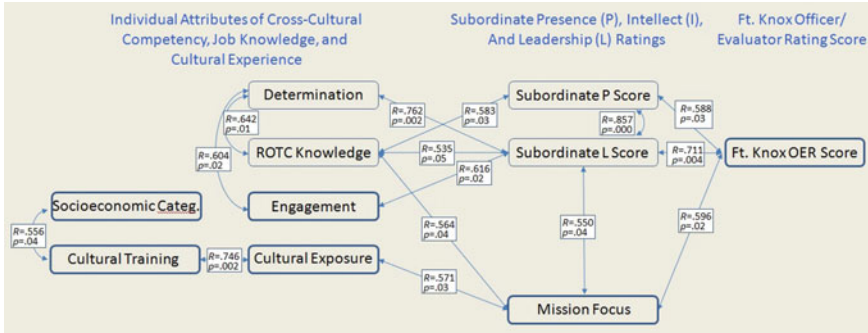 Individual Attributes of Cross-Cultural
Competency, Job Knowledge, and
Cultural Experience
Subordinate Presence (P), Intellect (I),
And Leadership (L) Ratings
Ft. Knox Officer/
Evaluator Rating Score
Determination
Subordinate P Score
R=.642
p=.01
R=.762
p=.002
R=.583
p=.03
R=.857
p=.000
R=.588
p=.03
ROTC Knowledge
R=.535
p=.05
Subordinate L Score
R=.711
p=.004
Ft. Knox OER Score
R=.604
p=.02
R=.616
p=.02
Socioeconomic Categ.
Engagement
R=.556
p=.04
R=.564
p=.04
R=.550
p=.04
R=.596
p=.02
Cultural Training
R=.746
p=.002
Cultural Exposure
R=.571
p=.03
Mission Focus